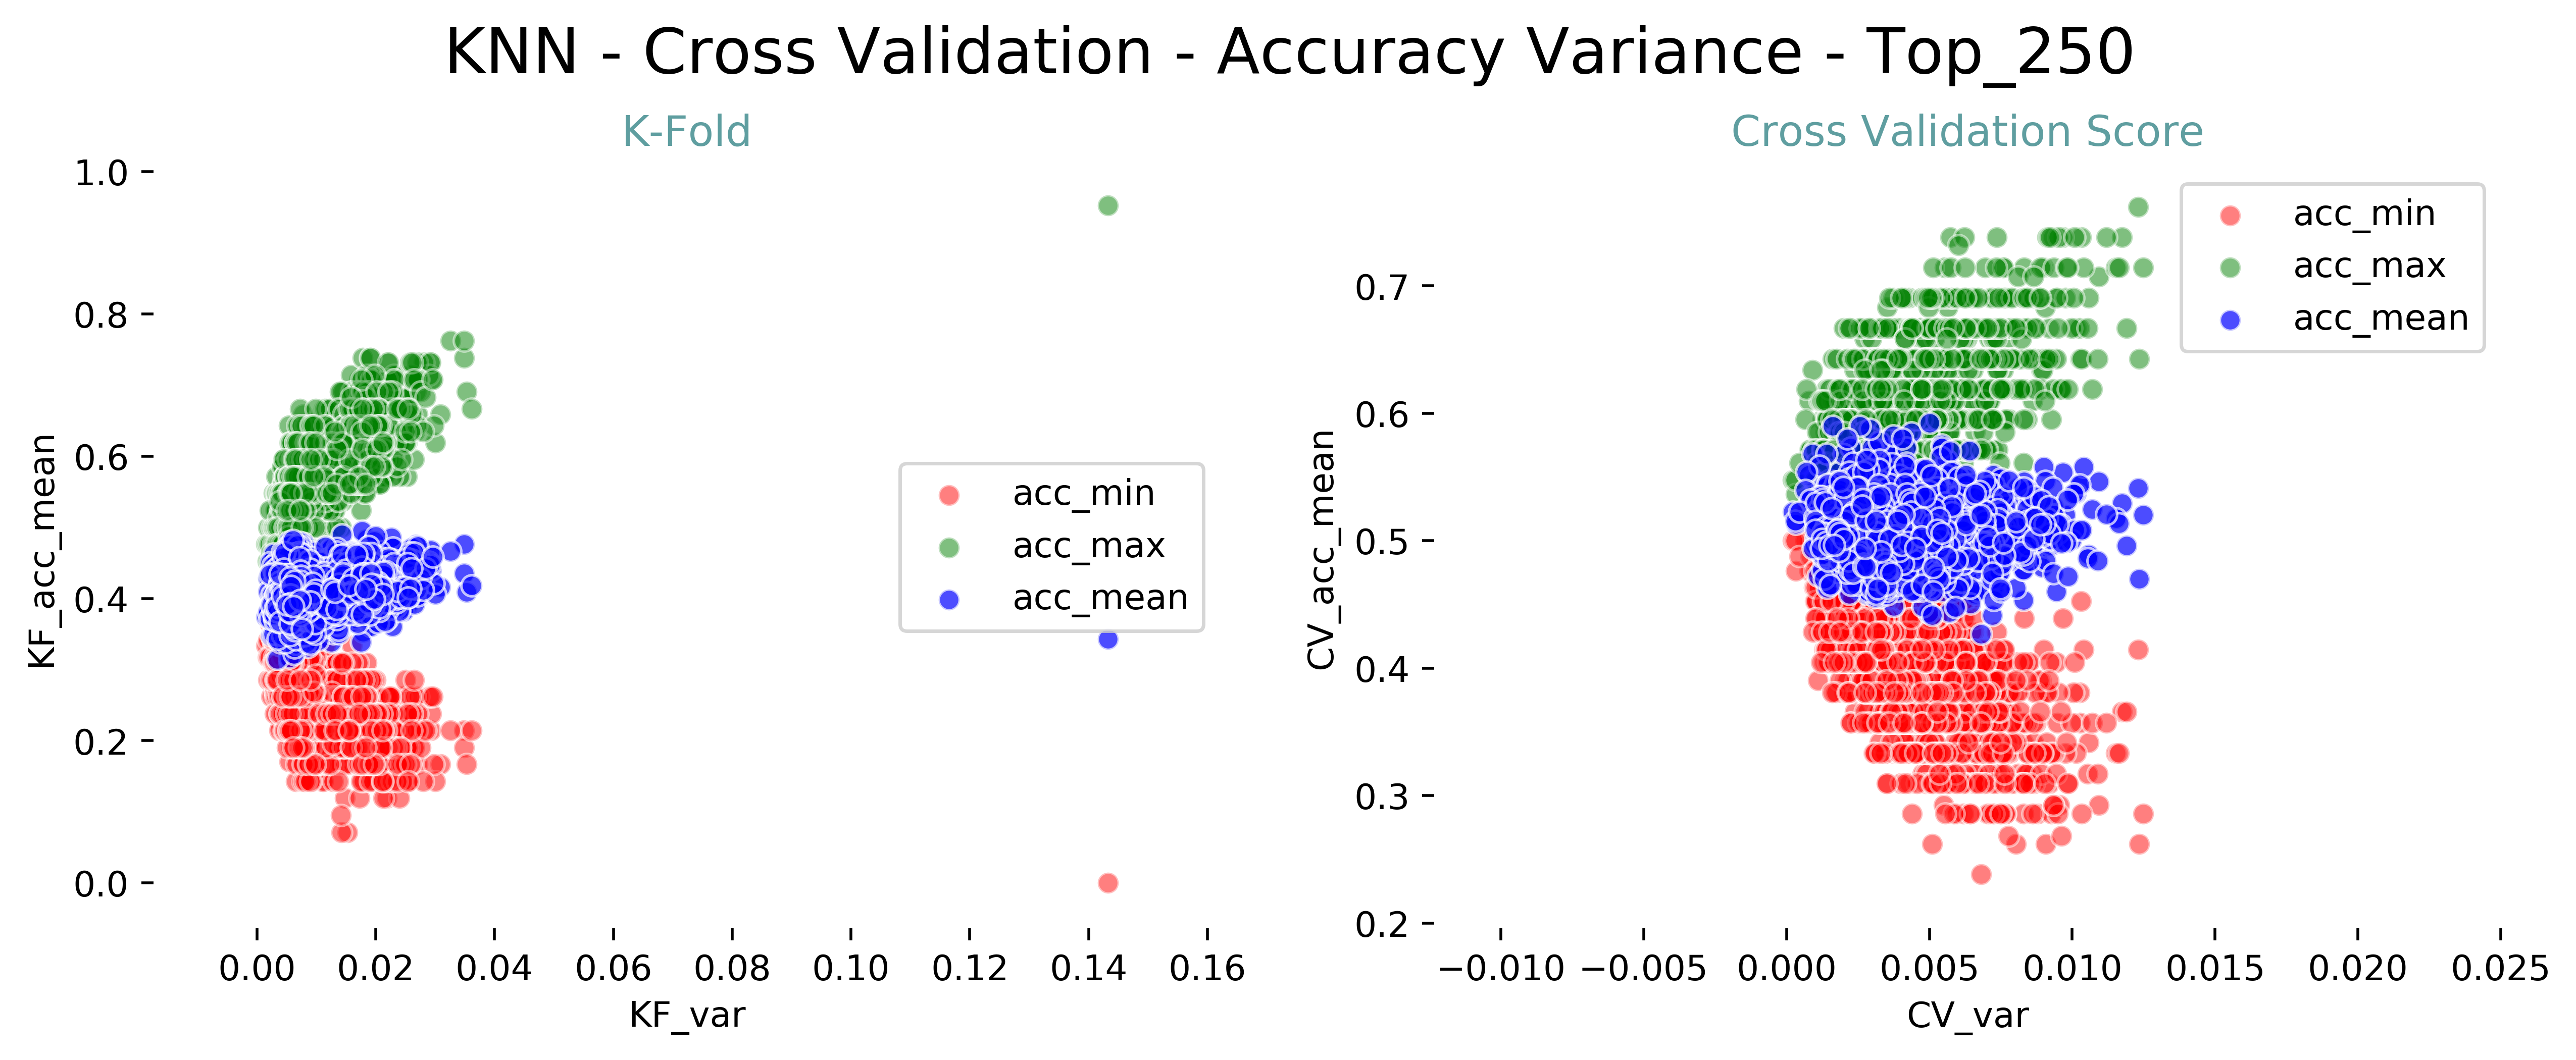 KNN - Cross Validation - Accuracy Variance - Top_250
K-Fold
1.0
0.8
0.6
0.4
0.2
0.0
KF_acc_mean
acc_min
acc_max
acc_mean
0.00 0.02 0.04 0.06 0.08 0.10 0.12 0.14 0.16
KF_var
Cross Validation Score
0.7
0.6
0.5
0.4
0.3
0.2
CV_acc_mean
acc_min
acc_max
acc_mean
−0.010 −0.005 0.000 0.005 0.010 0.015 0.020 0.025
CV_var